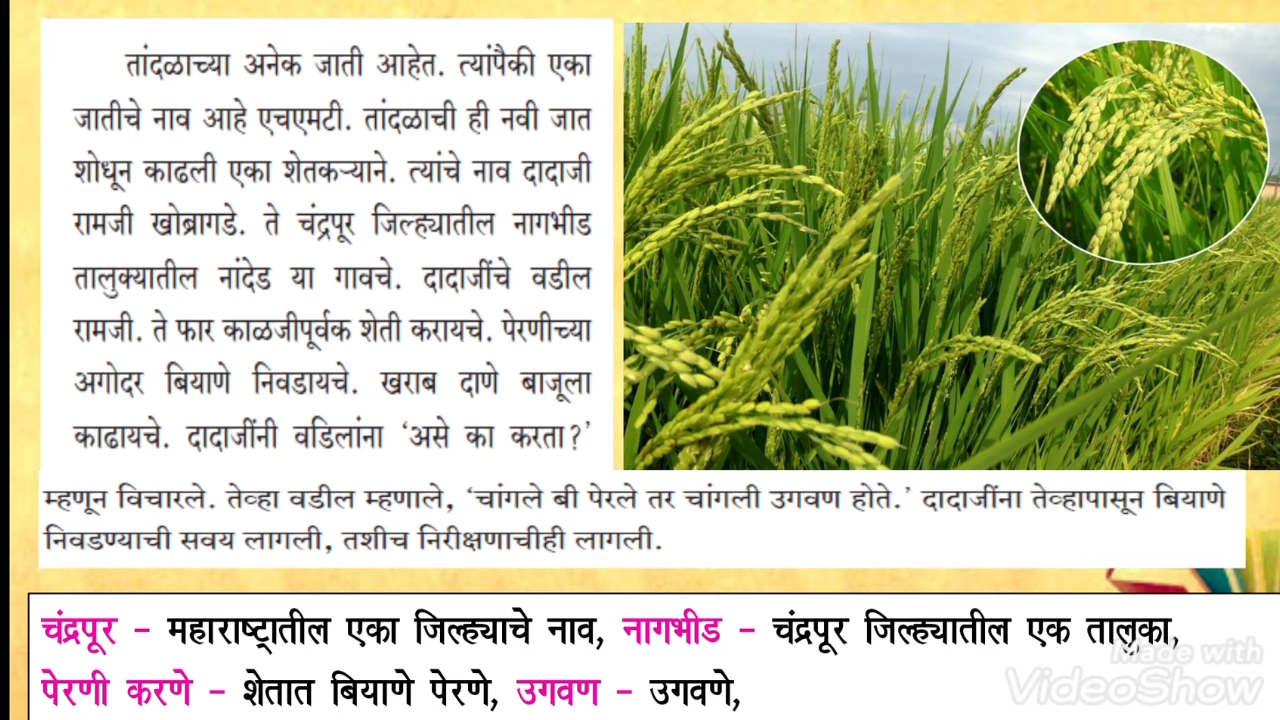 तांदळाच्या अनेक जाती आहेत. त्यांपैकी एका
जातीचे नाव आहे एचएमटी. तांदळाची ही नवी जात
शोधून काढली एका शेतकऱ्याने. त्यांचे नाव दादाजी
रामजी खोब्रागडे. ते चंद्रपूर जिल्ह्यातील नागभीड
तालुक्यातील नांदेड या गावचे. दादाजींचे वडील
रामजी. ते फार काळजीपूर्वक शेती करायचे. पेरणीच्या
अगोदर बियाणे निवडायचे. खराब दाणे बाजूला
काढायचे. दादाजींनी वडिलांना ‘असे का करता?’
म्हणून विचारले. तेव्हा वडील म्हणाले, ‘चांगले बी पेरले तर चांगली उगवण होते.’ दादाजींना तेव्हापासून बियाणे
निवडण्याची सवय लागली, तशीच निरीक्षणाचीही लागली.
चंद्रपूर – महाराष्ट्रातील एका जिल्ह्याचे नाव, नागभीड – चंद्रपूर जिल्ह्यातील एक तालुका,
पेरणी करणे – शेतात बियाणे पेरणे, उगवण – उगवणे,
Made with
VideoShow